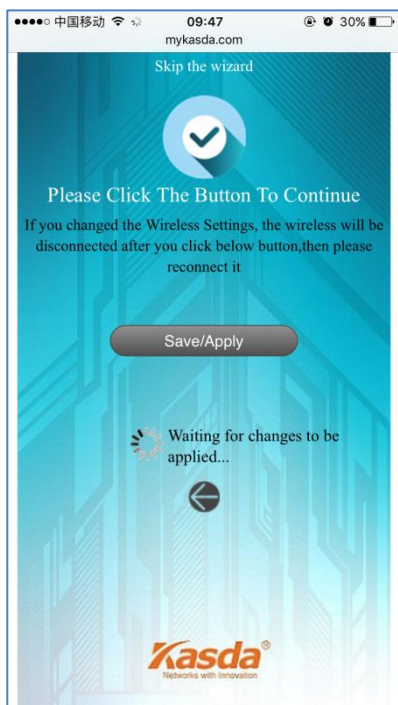 中国移动 09:47 30%
mykasda.com
Skip the wizard
Please Click The Button To Continue
If you changed the Wireless Settings, the wireless will be
disconnected after you click below button,then please
reconnect it
Save/Apply
Waiting for changes to be
applied...
Kasda®
Networks with Innovation